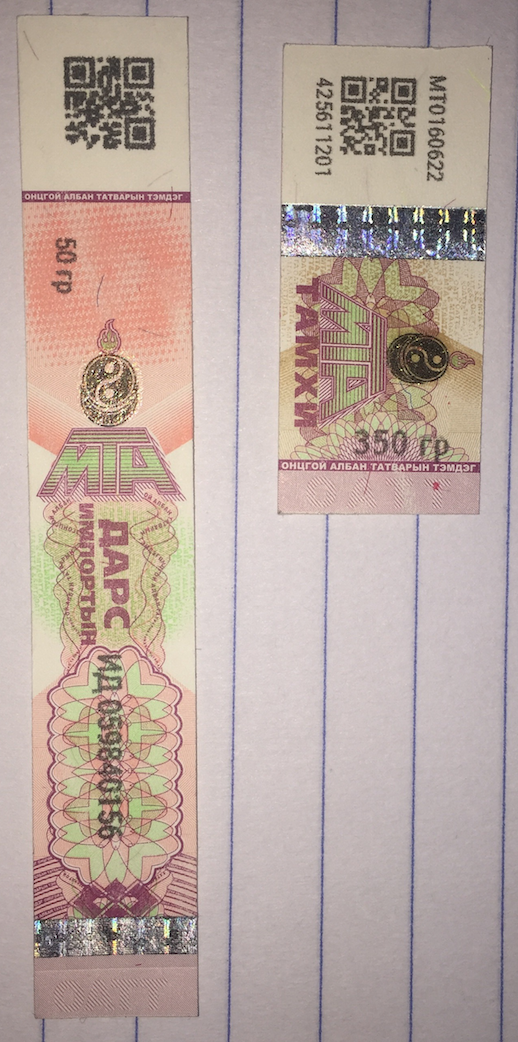 ОНЦГОЙ АЛБАН ТАТВАРЫН ТЭМДЭГ
50 гр
МТА
ДАРС
ИМПОРТЫН
ИД 059840156
MT0160622
425611201
МТА
ТАМХИ
350 гр
ОНЦГОЙ АЛБАН ТАТВАРЫН ТЭМДЭГ